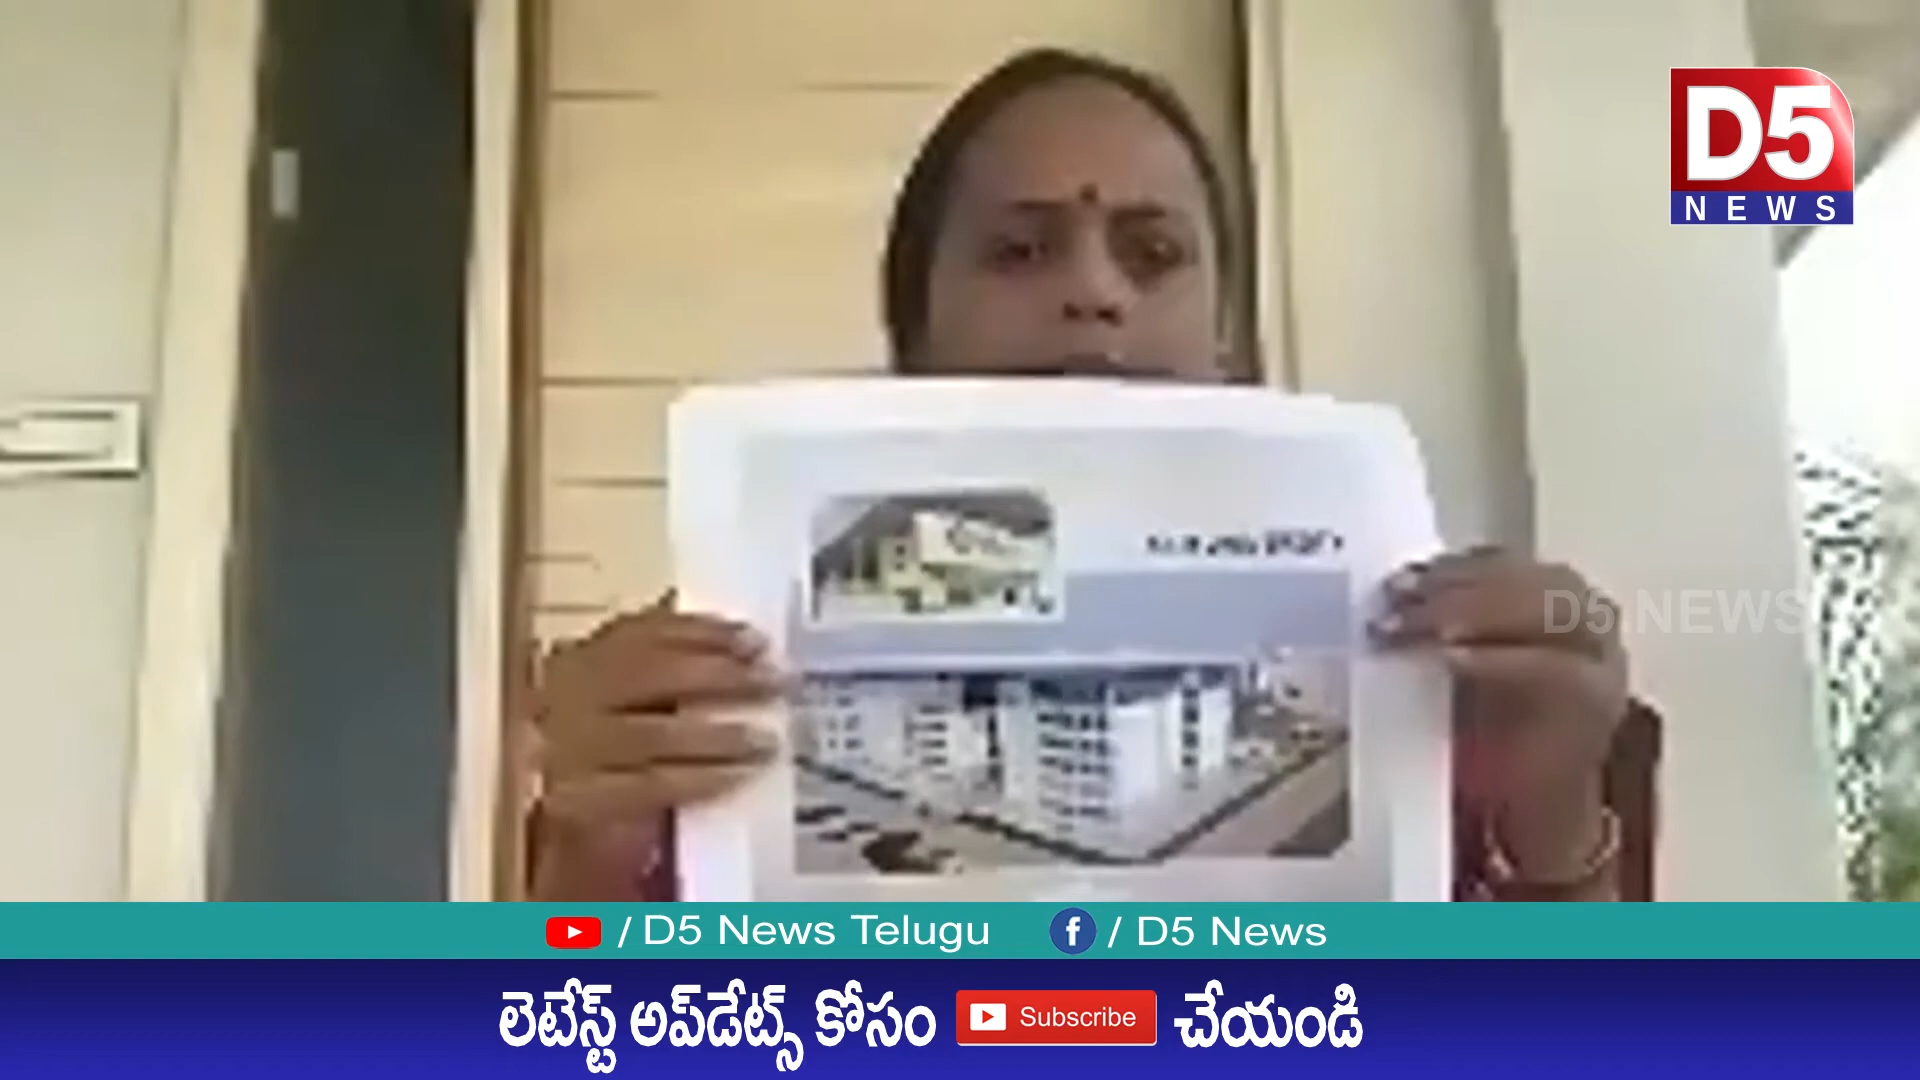 D5
NEWS
D5 NEWS
/ D5 News Telugu
/ D5 News
లెటేస్ట్ అప్‌డేట్స్ కోసం Subscribe చేయండి